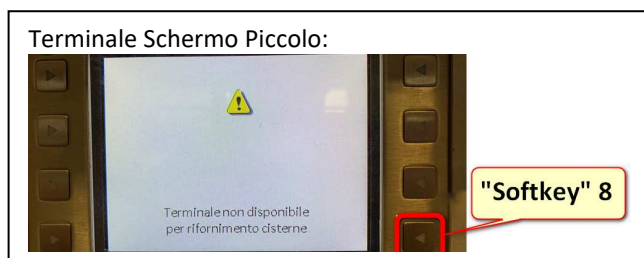 Terminale Schermo Piccolo:
Terminale non disponibile
per rifornimento cisterne
"Softkey" 8